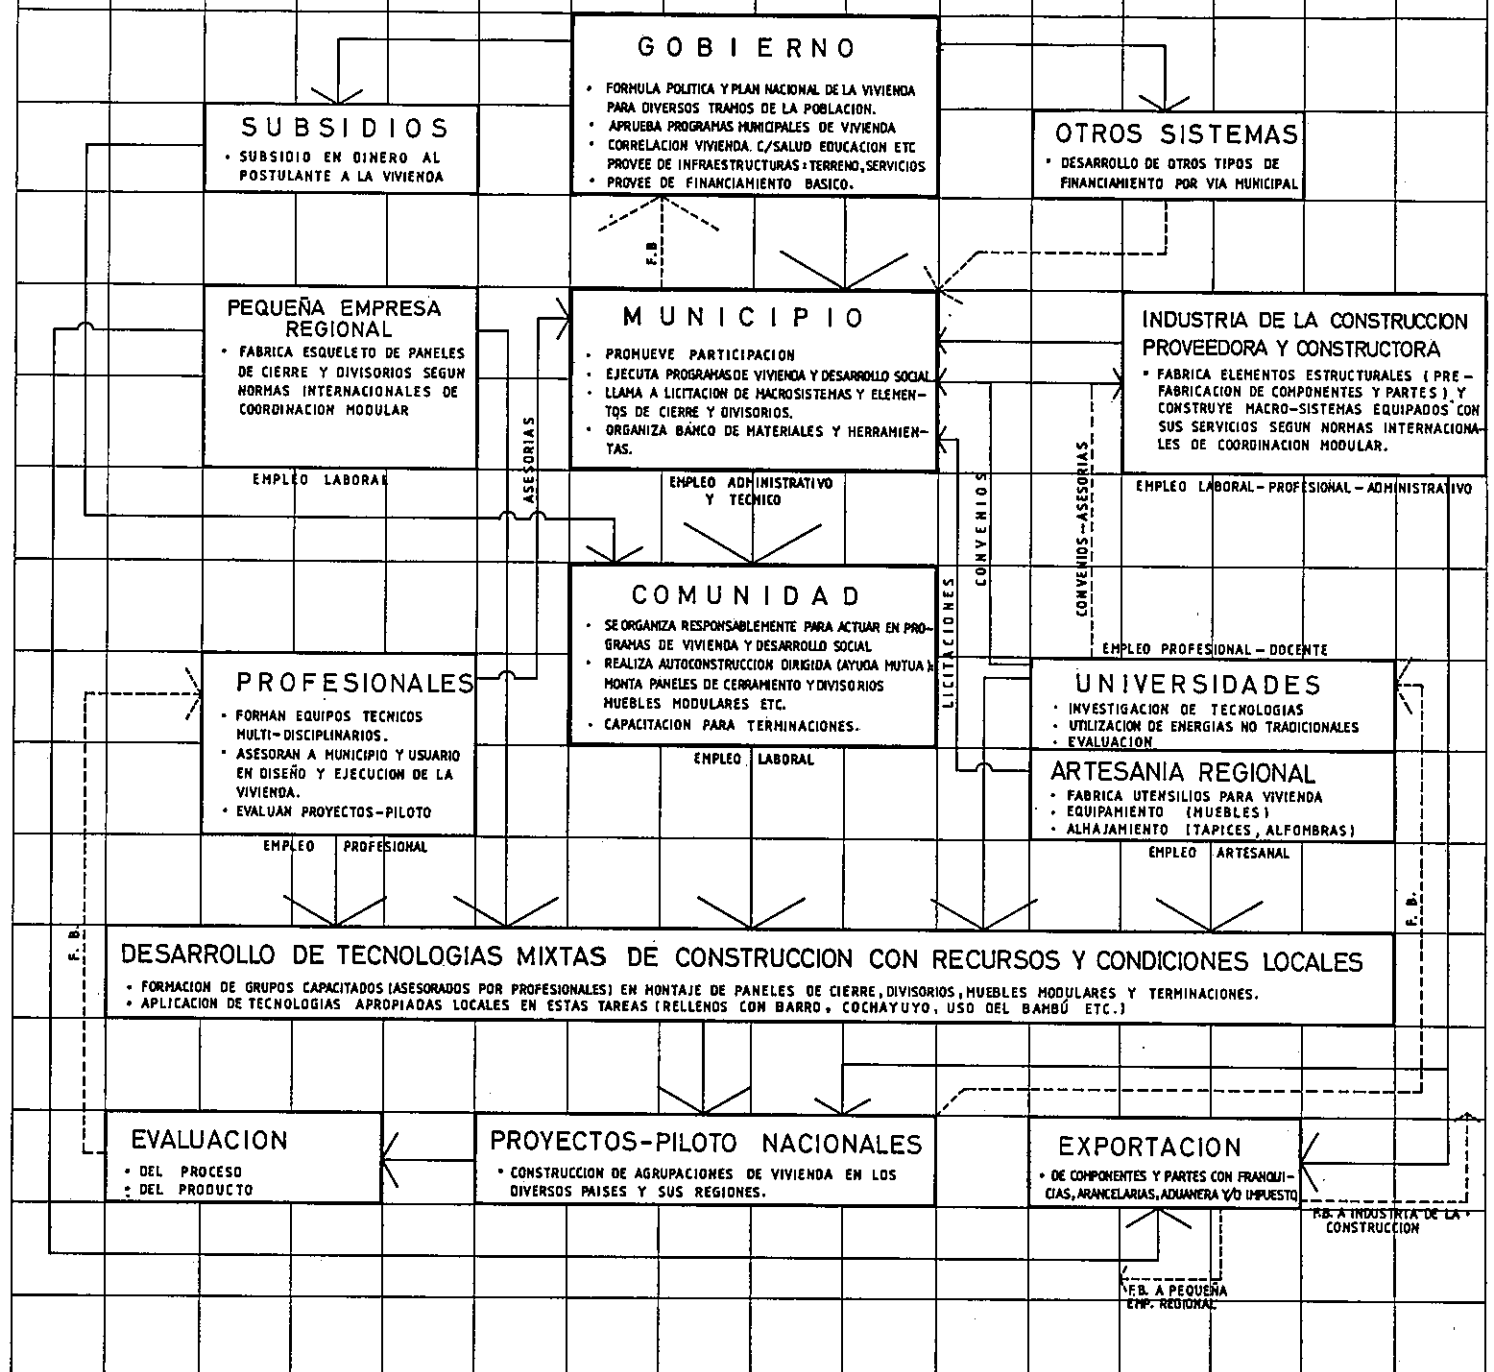 GOBIERNO
• FORMULA POLITICA Y PLAN NACIONAL DE LA VIVIENDA
PARA DIVERSOS TRAMOS DE LA POBLACION.
• APRUEBA PROGRAMAS MUNICIPALES DE VIVIENDA
• CORRELACION VIVIENDA. C/SALUD EDUCACION ETC
PROVEE DE INFRAESTRUCTURAS: TERRENO, SERVICIOS
• PROVEE DE FINANCIAMIENTO BASICO.
SUBSIDIOS
• SUBSIDIO EN DINERO AL
POSTULANTE A LA VIVIENDA
OTROS SISTEMAS
• DESARROLLO DE OTROS TIPOS DE
FINANCIAMIENTO POR VIA MUNICIPAL
F.B
PEQUEÑA EMPRESA
REGIONAL
• FABRICA ESQUELETO DE PANELES
DE CIERRE Y DIVISORIOS SEGUN
NORMAS INTERNACIONALES DE
COORDINACION MODULAR
EMPLEO LABORAL
ASESORIAS
MUNICIPIO
• PROMUEVE PARTICIPACION
• EJECUTA PROGRAMAS DE VIVIENDA Y DESARROLLO SOCIAL
• LLAMA A LICITACION DE MACROSISTEMAS Y ELEMEN-
TOS DE CIERRE Y DIVISORIOS.
• ORGANIZA BANCO DE MATERIALES Y HERRAMIEN-
TAS.
EMPLEO ADMINISTRATIVO
Y TECNICO
INDUSTRIA DE LA CONSTRUCCION
PROVEEDORA Y CONSTRUCTORA
• FABRICA ELEMENTOS ESTRUCTURALES (PRE-
FABRICACION DE COMPONENTES Y PARTES) Y
CONSTRUYE MACRO-SISTEMAS EQUIPADOS CON
SUS SERVICIOS SEGUN NORMAS INTERNACIONA-
LES DE COORDINACION MODULAR.
EMPLEO LABORAL-PROFESIONAL-ADMINISTRATIVO
CONVENIOS
CONVENIOS-ASESORIAS
LICITACIONES
COMUNIDAD
• SE ORGANIZA RESPONSABLEMENTE PARA ACTUAR EN PRO-
GRAMAS DE VIVIENDA Y DESARROLLO SOCIAL
• REALIZA AUTOCONSTRUCCION DIRIGIDA (AYUDA MUTUA):
MONTA PANELES DE CERRAMIENTO Y DIVISORIOS
MUEBLES MODULARES ETC.
• CAPACITACION PARA TERMINACIONES.
EMPLEO LABORAL
PROFESIONALES
• FORMAN EQUIPOS TECNICOS
MULTI-DISCIPLINARIOS.
• ASESORAN A MUNICIPIO Y USUARIO
EN DISEÑO Y EJECUCION DE LA
VIVIENDA.
• EVALUAN PROYECTOS-PILOTO
EMPLEO PROFESIONAL
EMPLEO PROFESIONAL-DOCENTE
UNIVERSIDADES
• INVESTIGACION DE TECNOLOGIAS
• UTILIZACION DE ENERGIAS NO TRADICIONALES
• EVALUACION
ARTESANIA REGIONAL
• FABRICA UTENSILIOS PARA VIVIENDA
• EQUIPAMIENTO (MUEBLES)
• ALHAJAMIENTO (TAPICES, ALFOMBRAS)
EMPLEO ARTESANAL
F. B.
F. B.
DESARROLLO DE TECNOLOGIAS MIXTAS DE CONSTRUCCION CON RECURSOS Y CONDICIONES LOCALES
• FORMACION DE GRUPOS CAPACITADOS (ASESORADOS POR PROFESIONALES) EN MONTAJE DE PANELES DE CIERRE, DIVISORIOS, MUEBLES MODULARES Y TERMINACIONES.
• APLICACION DE TECNOLOGIAS APROPIADAS LOCALES EN ESTAS TAREAS (RELLENOS CON BARRO, COCHAYUYO, USO DEL BAMBÚ ETC.)
EVALUACION
• DEL PROCESO
• DEL PRODUCTO
PROYECTOS-PILOTO NACIONALES
• CONSTRUCCION DE AGRUPACIONES DE VIVIENDA EN LOS
DIVERSOS PAISES Y SUS REGIONES.
EXPORTACION
• DE COMPONENTES Y PARTES CON FRANQUI-
CIAS, ARANCELARIAS, ADUANERA Y/O IMPUESTO
F.B. A INDUSTRIA DE LA
CONSTRUCCION
F.B. A PEQUEÑA
EMP. REGIONAL